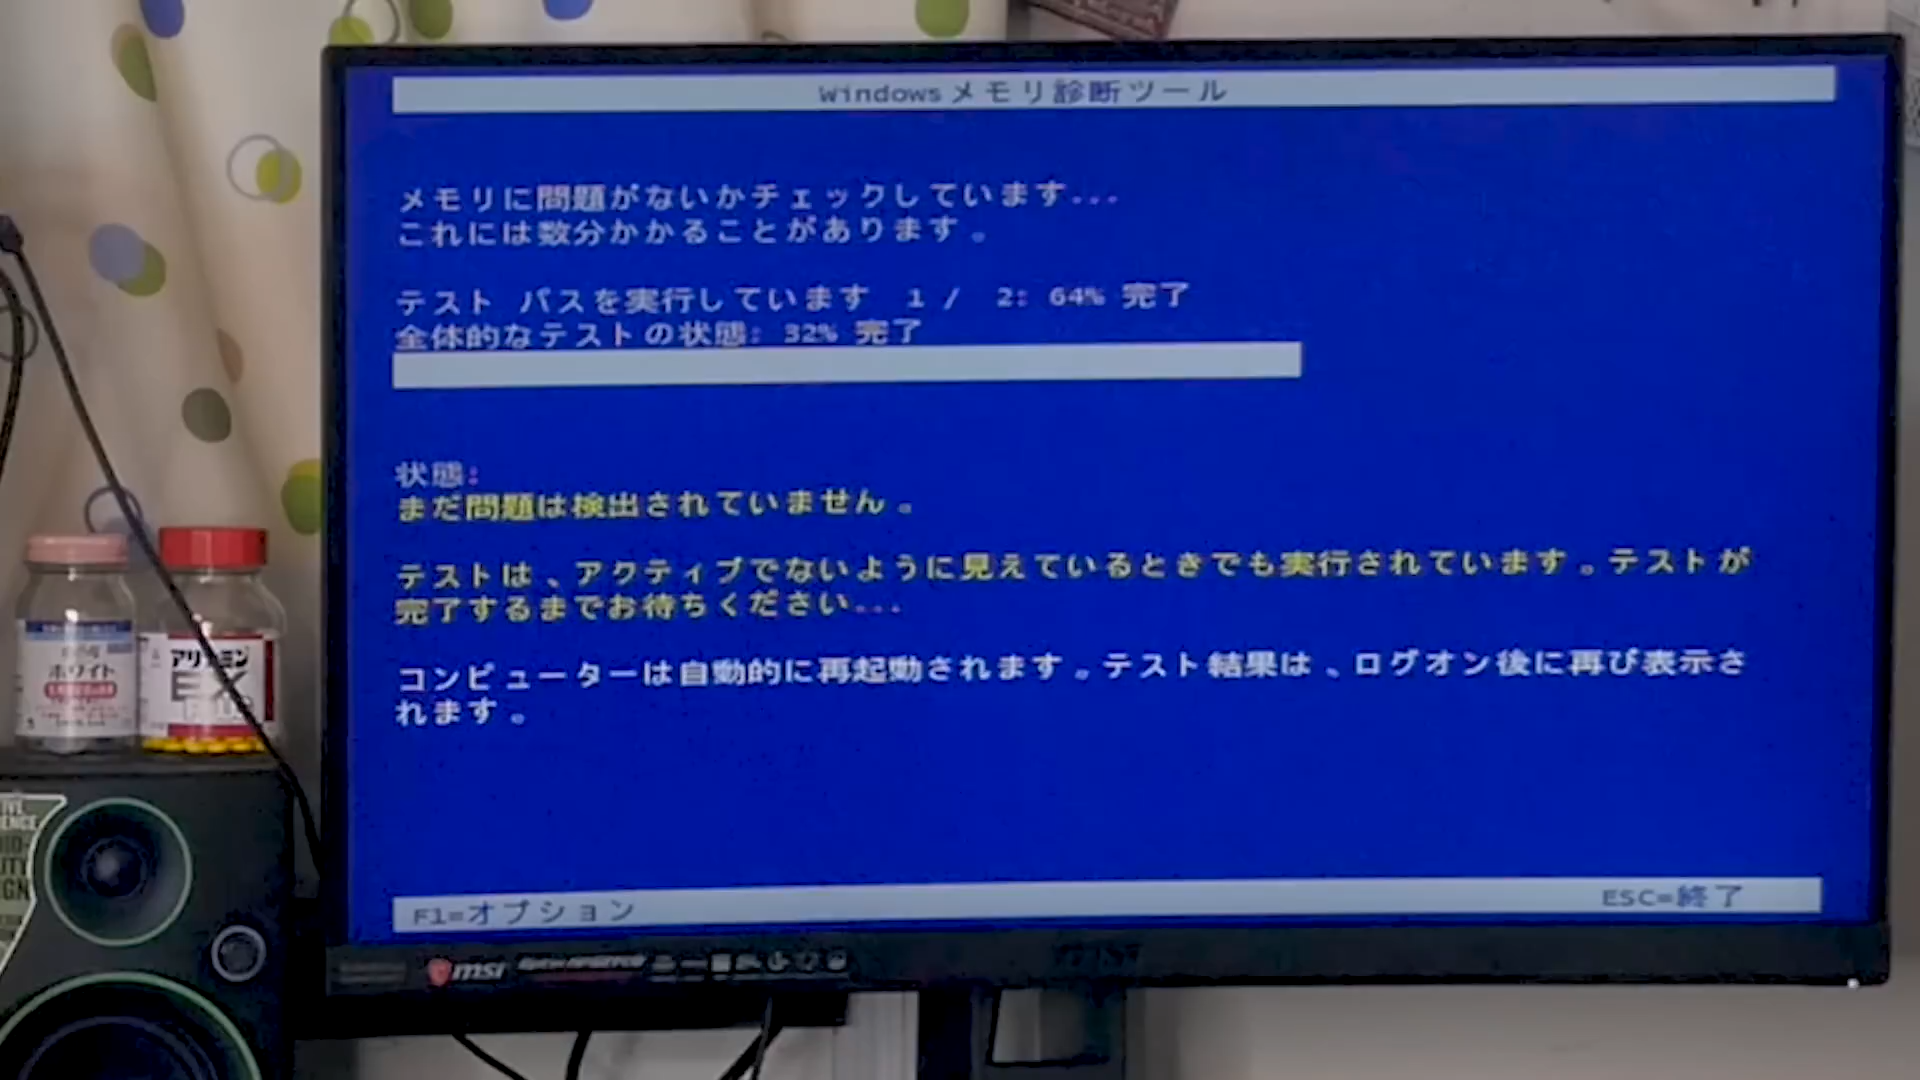 Windowsメモリ診断ツール
メモリに問題がないかチェックしています...
これには数分かかることがあります。
テスト パスを実行しています 1 / 2: 64% 完了
全体的なテストの状態: 32% 完了
状態:
まだ問題は検出されていません。
テストは、アクティブでないように見えているときでも実行されています。テストが
完了するまでお待ちください...
コンピューターは自動的に再起動されます。テスト結果は、ログオン後に再び表示さ
れます。
F1=オプション
ESC=終了
msi
ホワイト
アリナミン
EX
PLUS